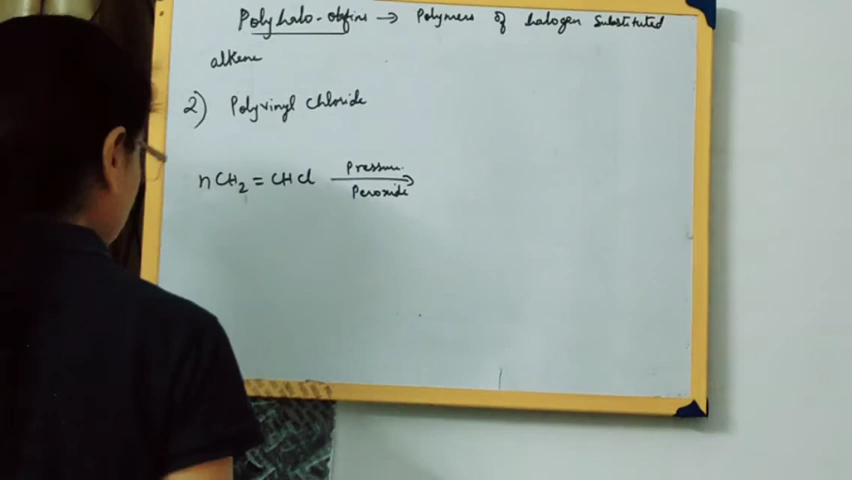 Polyhalo-olefins → Polymers of halogen Substituted
alkene
2) Polyvinyl chloride
Pressure
nCH₂ = CHCl ⟶
Peroxide